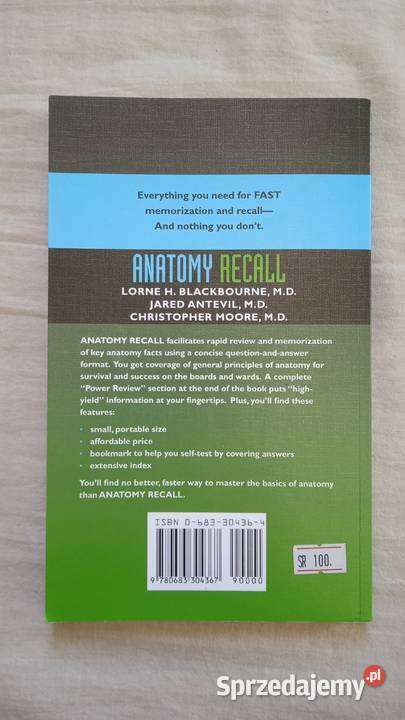 Everything you need for FAST
memorization and recall—
And nothing you don't.
ANATOMY RECALL
LORNE H. BLACKBOURNE, M.D.
JARED ANTEVIL, M.D.
CHRISTOPHER MOORE, M.D.
ANATOMY RECALL facilitates rapid review and memorization
of key anatomy facts using a concise question-and-answer
format. You get coverage of general principles of anatomy for
survival and success on the boards and wards. A complete
"Power Review" section at the end of the book puts "high-
yield" information at your fingertips. Plus, you'll find these
features:
• small, portable size
• affordable price
• bookmark to help you self-test by covering answers
• extensive index
You'll find no better, faster way to master the basics of anatomy
than ANATOMY RECALL.
ISBN 0-683-30436-4
9 780683 304367
90000
SR 100.
Sprzedajemy.pl